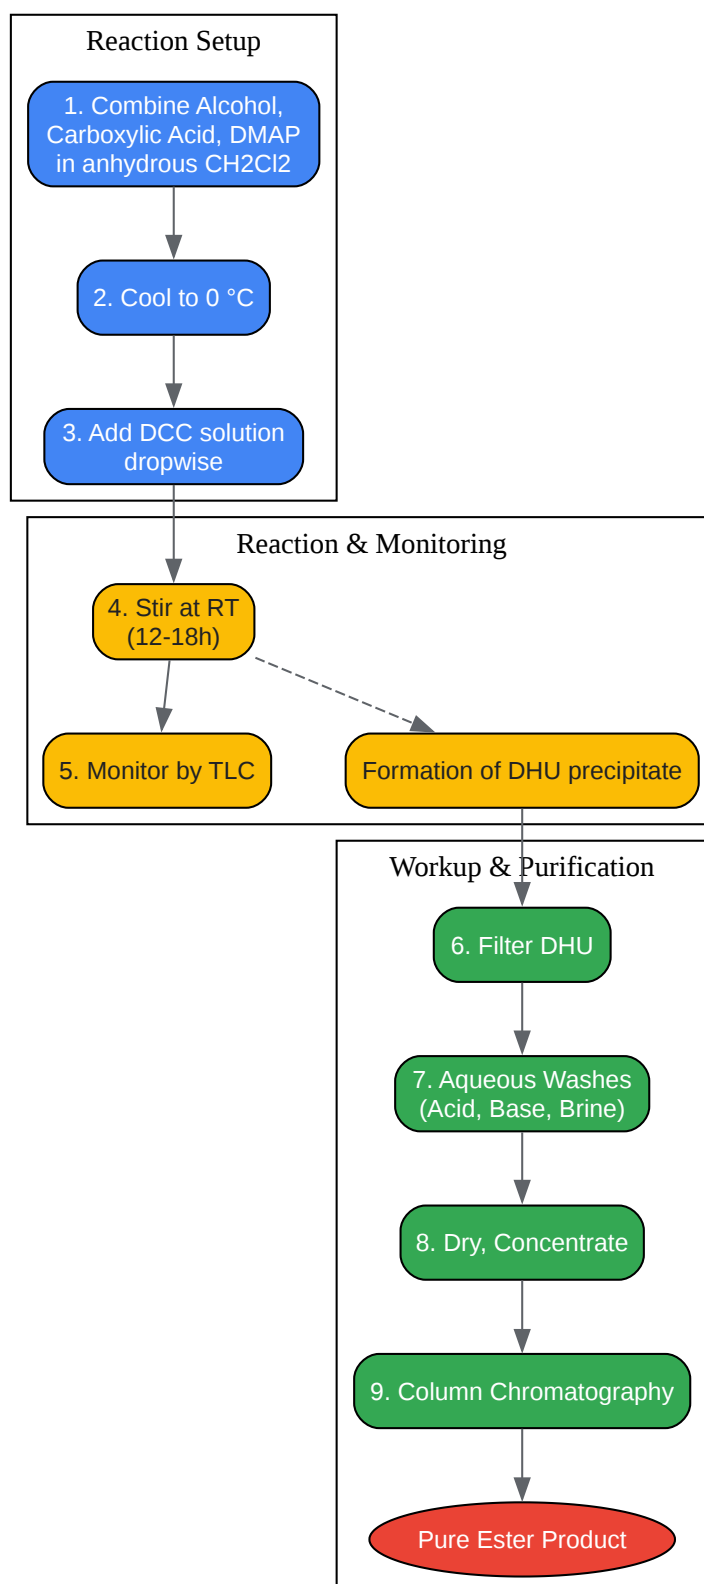 Reaction Setup
1. Combine Alcohol,
Carboxylic Acid, DMAP
in anhydrous CH2Cl2
2. Cool to 0 °C
3. Add DCC solution
dropwise
Reaction & Monitoring
4. Stir at RT
(12-18h)
5. Monitor by TLC
Formation of DHU precipitate
Workup & Purification
6. Filter DHU
7. Aqueous Washes
(Acid, Base, Brine)
8. Dry, Concentrate
9. Column Chromatography
Pure Ester Product